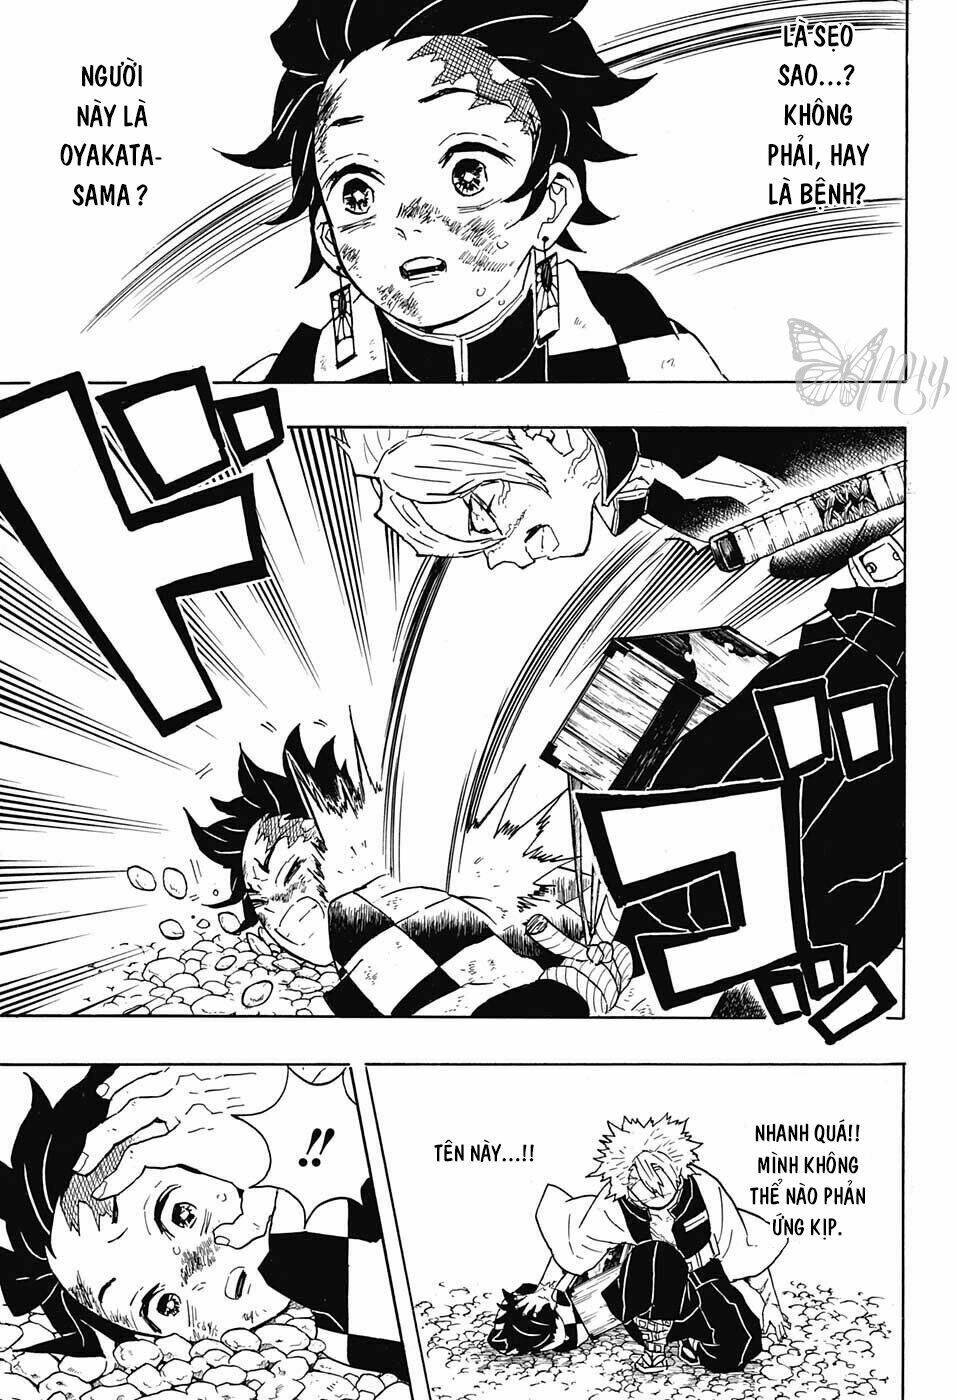 LÀ SẸO
SAO...?
KHÔNG
PHẢI, HAY
LÀ BỆNH?
NGƯỜI
NÀY LÀ
OYAKATA-
SAMA ?
ドゴ
NHANH QUÁ!!
MÌNH KHÔNG
THỂ NÀO PHẢN
ỨNG KỊP.
TÊN NÀY...!!
!!